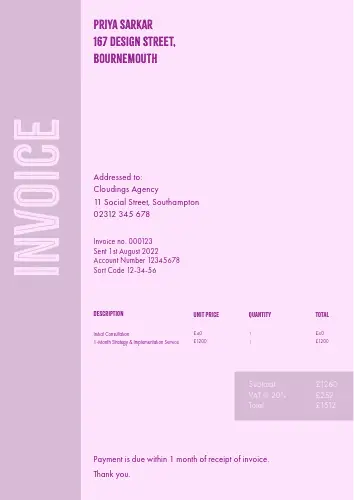 PRIYA SARKAR
167 DESIGN STREET,
BOURNEMOUTH
INVOICE
Addressed to:
Cloudings Agency
11 Social Street, Southampton
02312 345 678
Invoice no. 000123
Sent 1st August 2022
Account Number 12345678
Sort Code 12-34-56
DESCRIPTION UNIT PRICE QUANTITY TOTAL
Initial Consultation £60 1 £60
1-Month Strategy & Implementation Service £1200 1 £1200
Subtotal £1260
VAT @ 20% £252
Total £1512
Payment is due within 1 month of receipt of invoice.
Thank you.